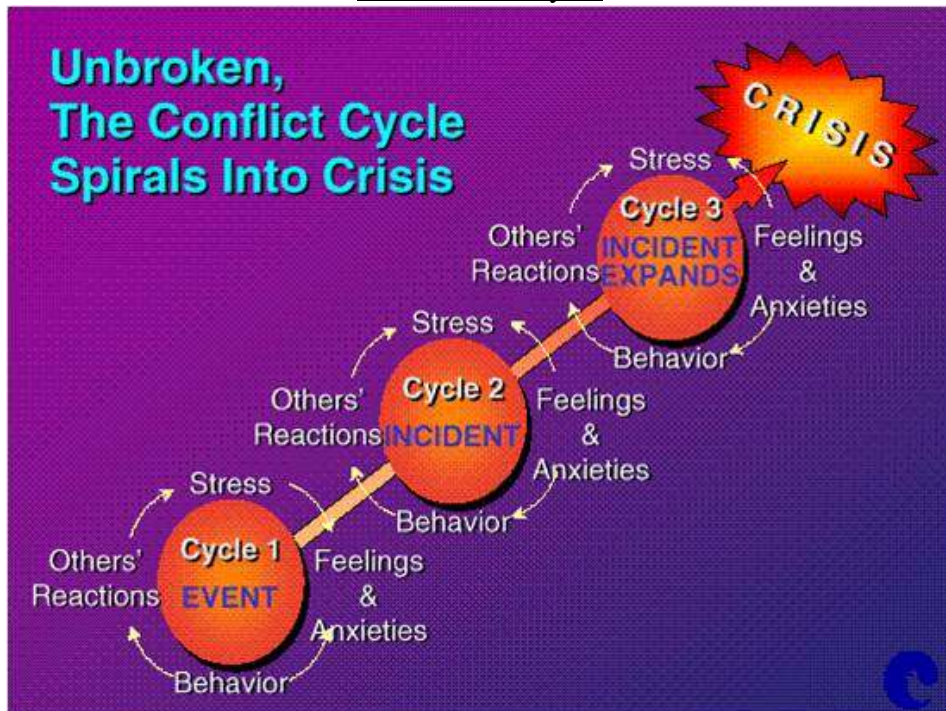 Unbroken,
The Conflict Cycle
Spirals Into Crisis
CRISIS
Stress
Cycle 3
INCIDENT
EXPANDS
Others'
Reactions
Feelings
&
Anxieties
Behavior
Stress
Cycle 2
INCIDENT
Others'
Reactions
Feelings
&
Anxieties
Behavior
Stress
Cycle 1
EVENT
Others'
Reactions
Feelings
&
Anxieties
Behavior